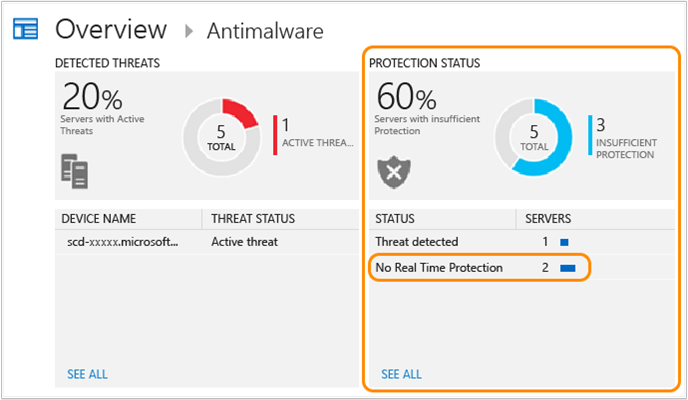 Overview ▸ Antimalware
DETECTED THREATS
20%
Servers with Active
Threats
5
TOTAL
1
ACTIVE THREA...
DEVICE NAME THREAT STATUS
scd-xxxxx.microsoft... Active threat
SEE ALL
PROTECTION STATUS
60%
Servers with insufficient
Protection
5
TOTAL
3
INSUFFICIENT
PROTECTION
STATUS SERVERS
Threat detected 1
No Real Time Protection 2
SEE ALL